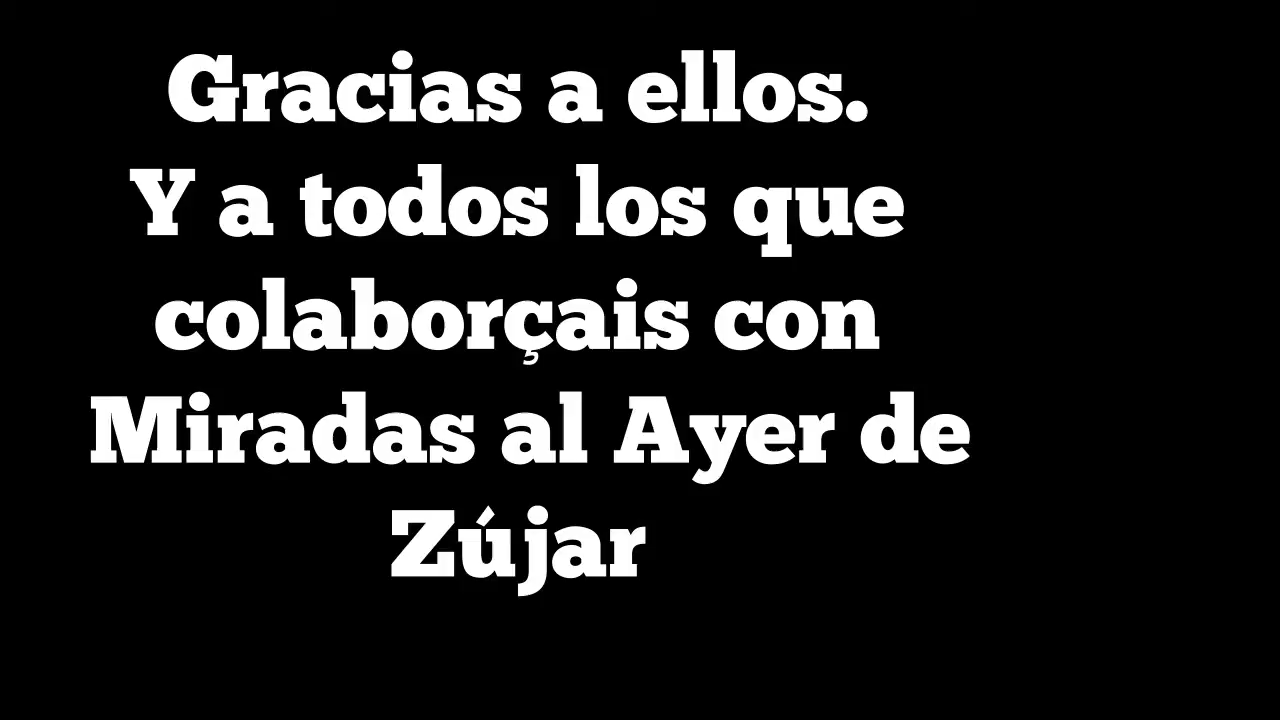 Gracias a ellos.
Y a todos los que
colaborçais con
Miradas al Ayer de
Zújar